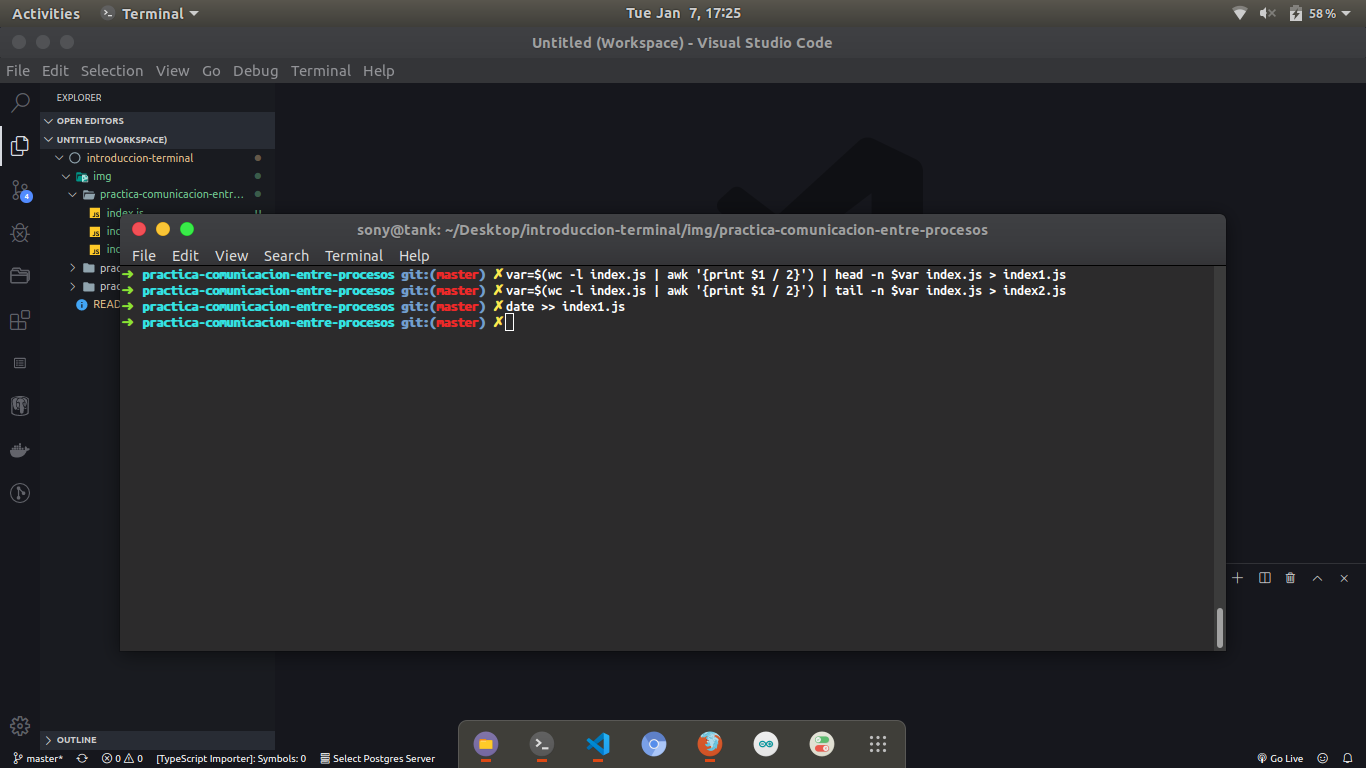 Activities Terminal Tue Jan 7, 17:25 58%
Untitled (Workspace) - Visual Studio Code
File Edit Selection View Go Debug Terminal Help
EXPLORER
OPEN EDITORS
UNTITLED (WORKSPACE)
introduccion-terminal
img
practica-comunicacion-entr...
index.js U
ind
ind
prac
prac
READ
4
sony@tank: ~/Desktop/introduccion-terminal/img/practica-comunicacion-entre-procesos
File Edit View Search Terminal Help
➜ practica-comunicacion-entre-procesos git:(master) ✗ var=$(wc -l index.js | awk '{print $1 / 2}') | head -n $var index.js > index1.js
➜ practica-comunicacion-entre-procesos git:(master) ✗ var=$(wc -l index.js | awk '{print $1 / 2}') | tail -n $var index.js > index2.js
➜ practica-comunicacion-entre-procesos git:(master) ✗ date >> index1.js
➜ practica-comunicacion-entre-procesos git:(master) ✗
OUTLINE
master* 0 0 [TypeScript Importer]: Symbols: 0 Select Postgres Server Go Live